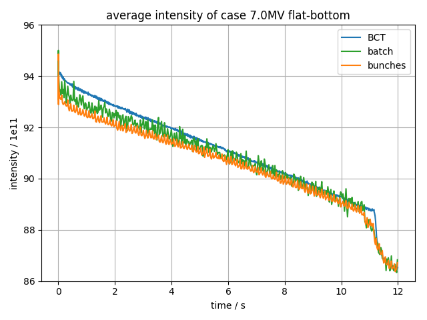 average intensity of case 7.0MV flat-bottom
96
94
92
90
88
86
intensity / 1e11
BCT
batch
bunches
0
2
4
6
8
10
12
time / s